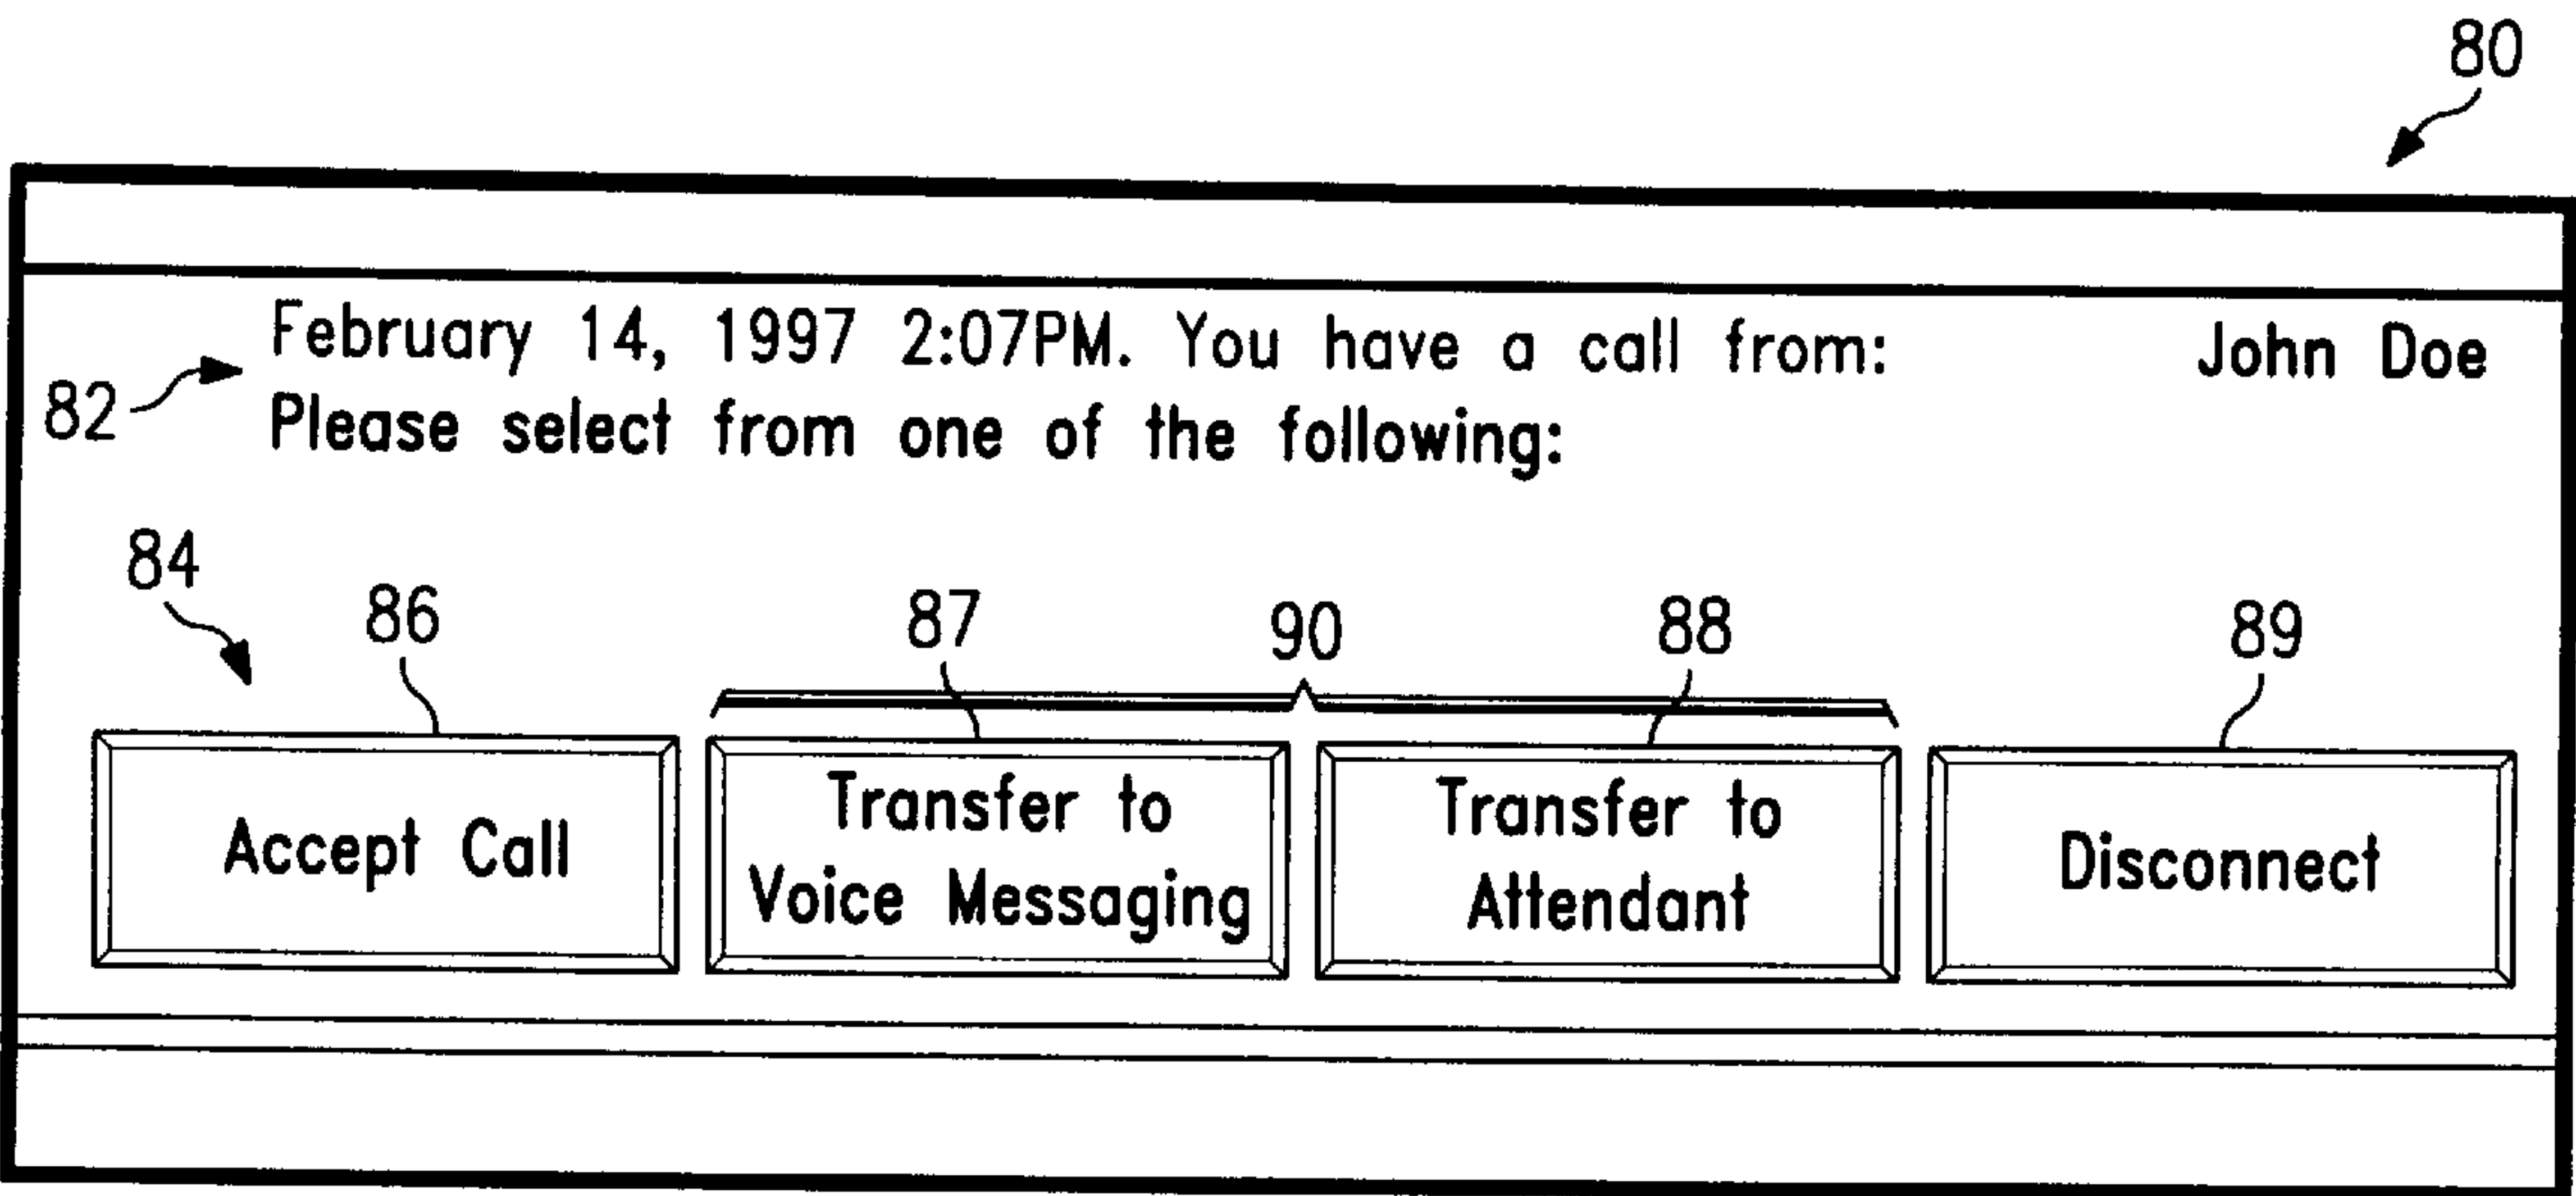 80
February 14, 1997 2:07PM. You have a call from: John Doe
82
Please select from one of the following:
84
86 87 90 88 89
Accept Call
Transfer to
Voice Messaging
Transfer to
Attendant
Disconnect